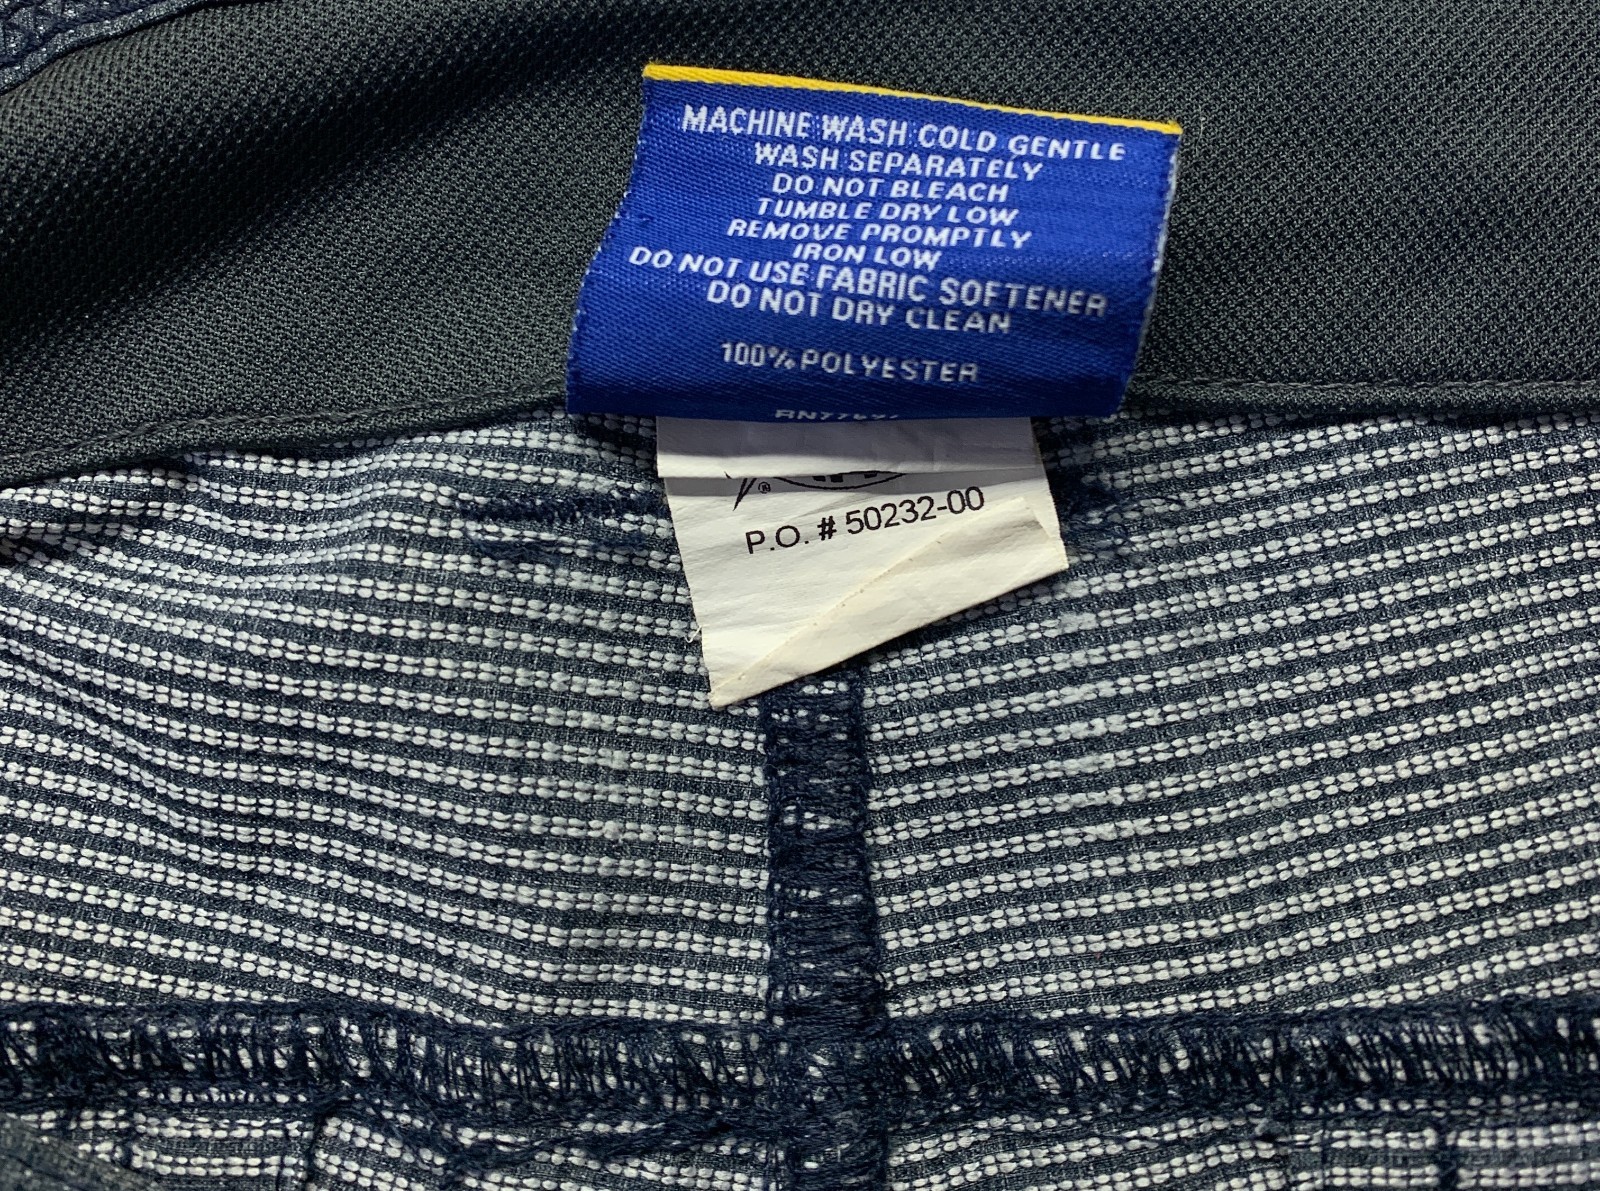 MACHINE WASH COLD GENTLE
WASH SEPARATELY
DO NOT BLEACH
TUMBLE DRY LOW
REMOVE PROMPTLY
IRON LOW
DO NOT USE FABRIC SOFTENER
DO NOT DRY CLEAN
100% POLYESTER
®
P.O. # 50232-00